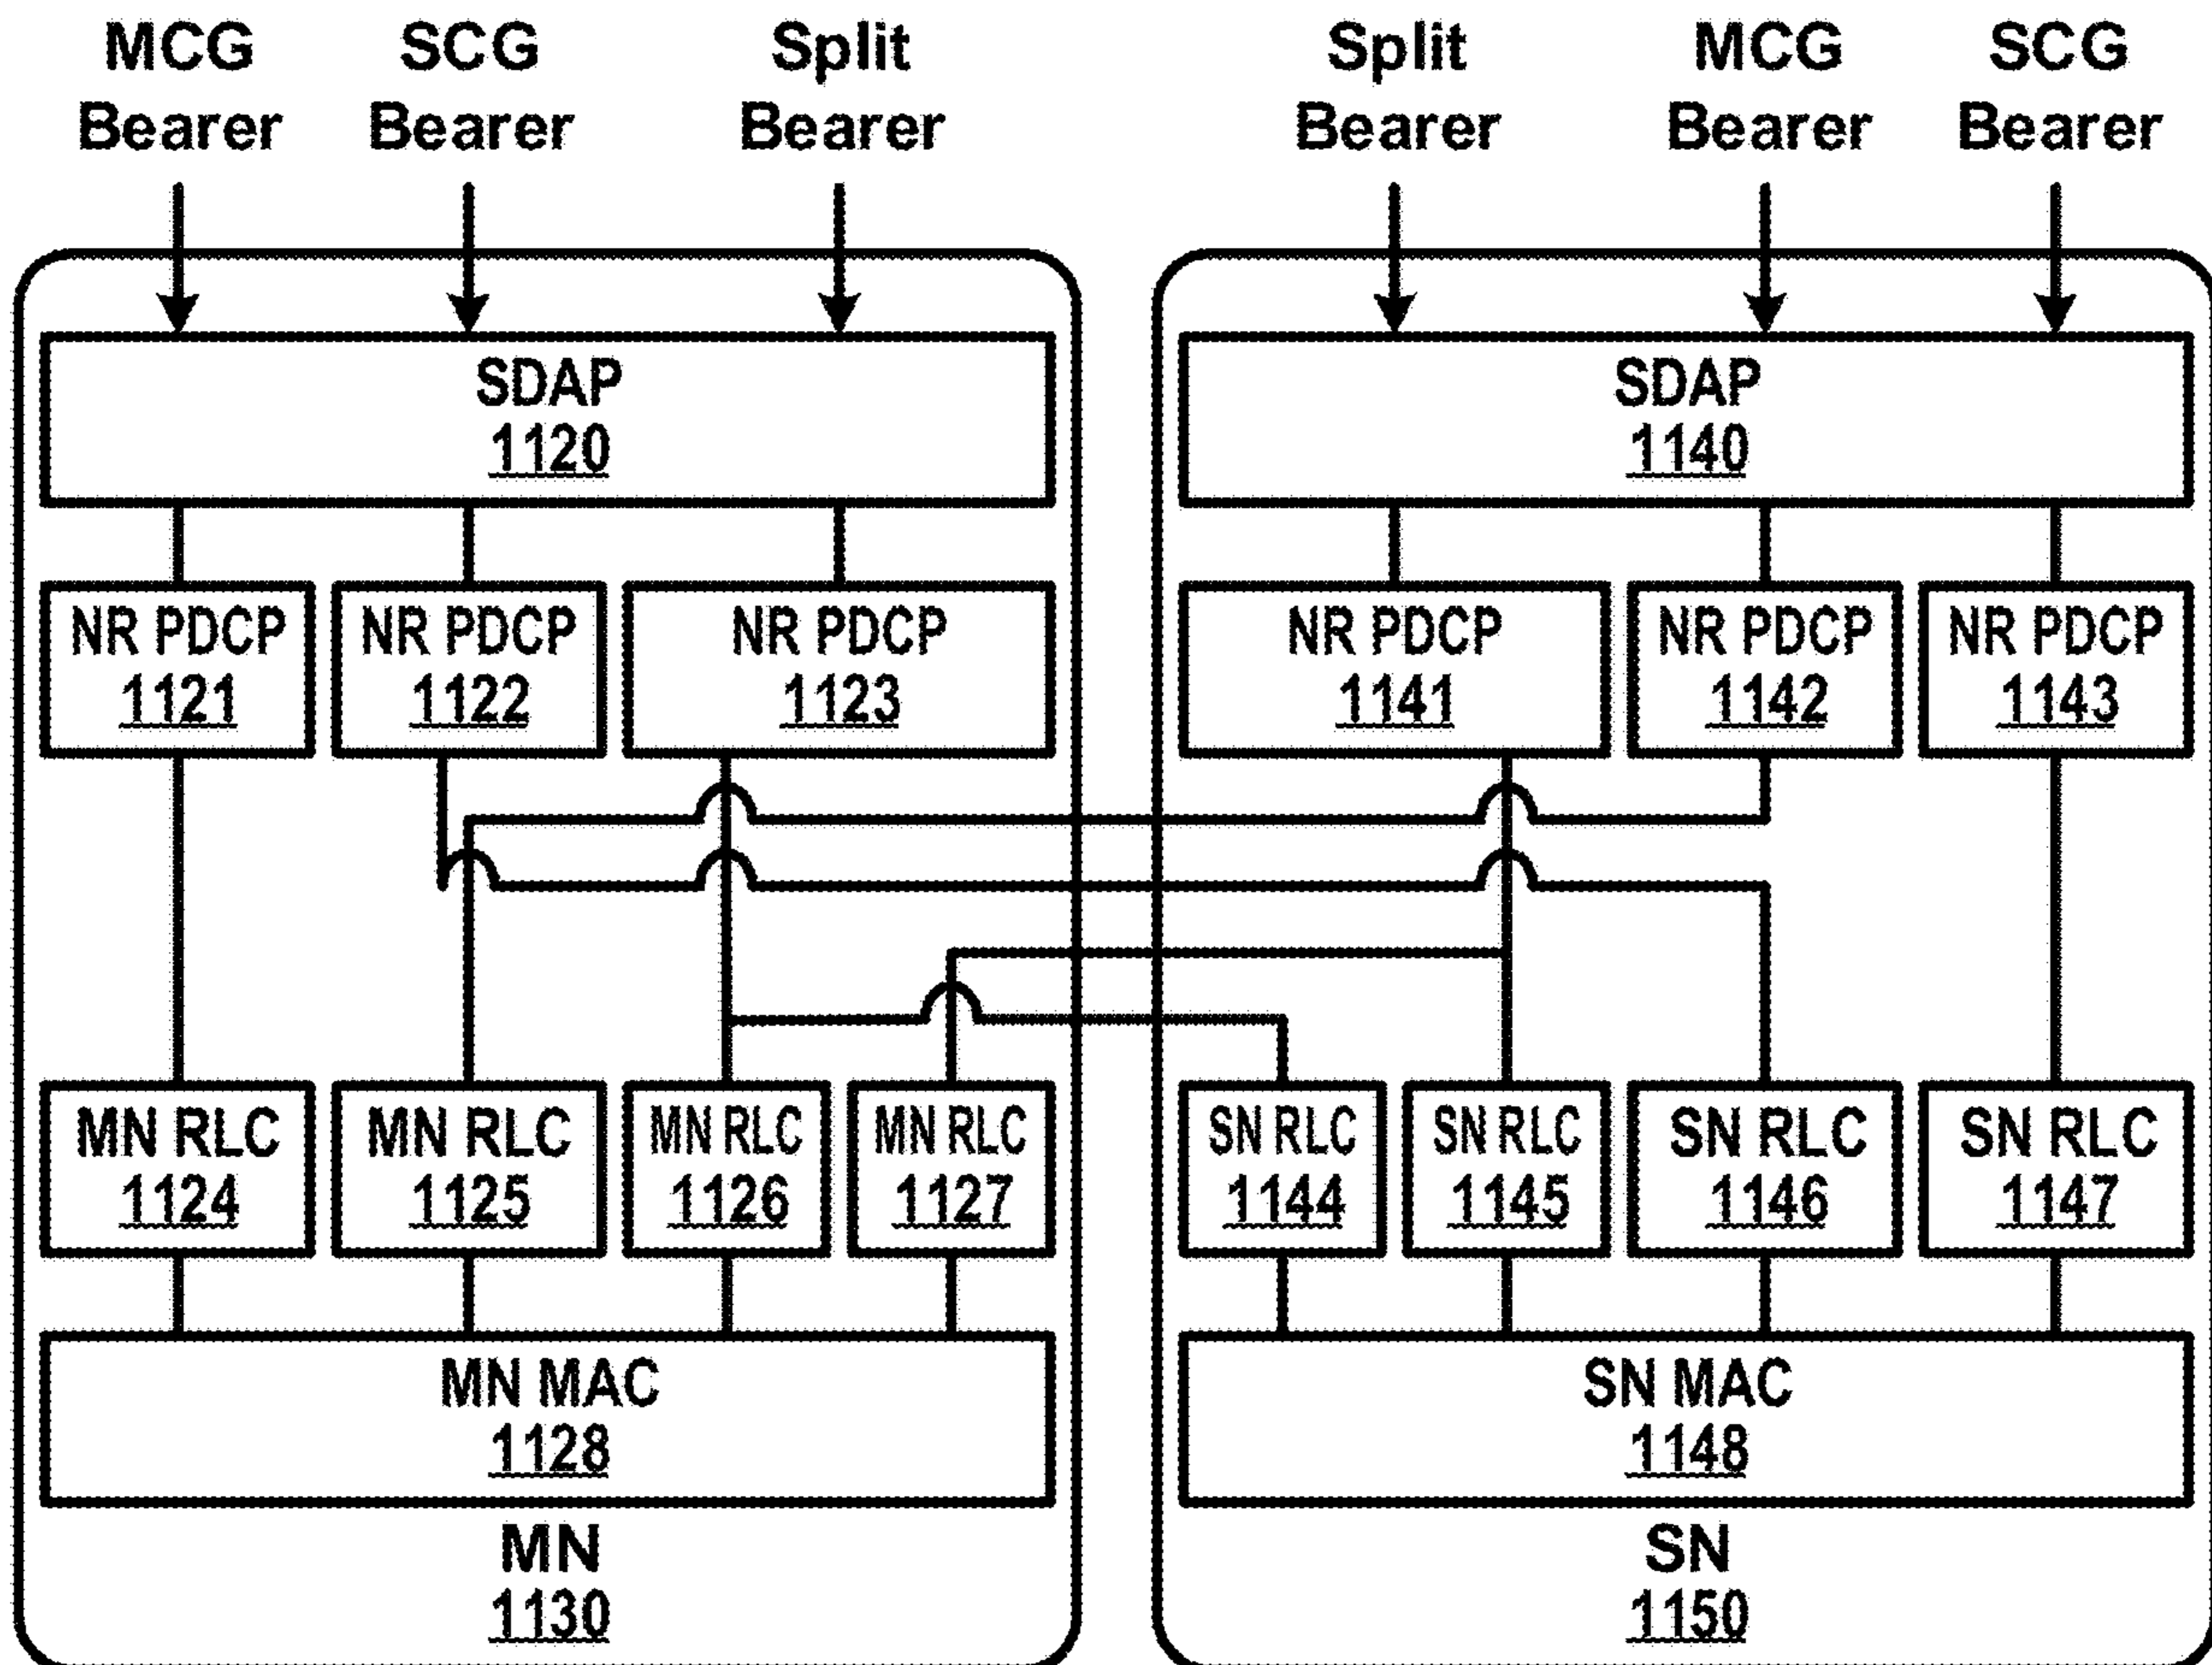 MCG SCG Split Split MCG SCG
Bearer Bearer Bearer Bearer Bearer Bearer
SDAP SDAP
1120 1140
NR PDCP NR PDCP NR PDCP NR PDCP NR PDCP NR PDCP
1121 1122 1123 1141 1142 1143
MN RLC MN RLC MN RLC MN RLC SN RLC SN RLC SN RLC SN RLC
1124 1125 1126 1127 1144 1145 1146 1147
MN MAC SN MAC
1128 1148
MN SN
1130 1150